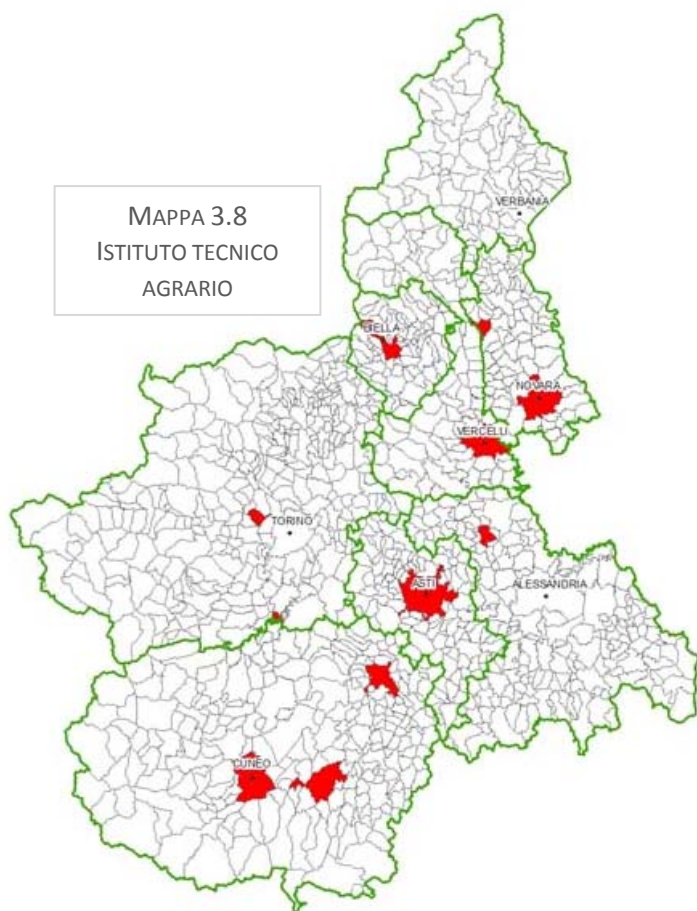 MAPPA 3.8
ISTITUTO TECNICO
AGRARIO
VERBANIA
BIELLA
NOVARA
VERCELLI
TORINO
ASTI
ALESSANDRIA
CUNEO